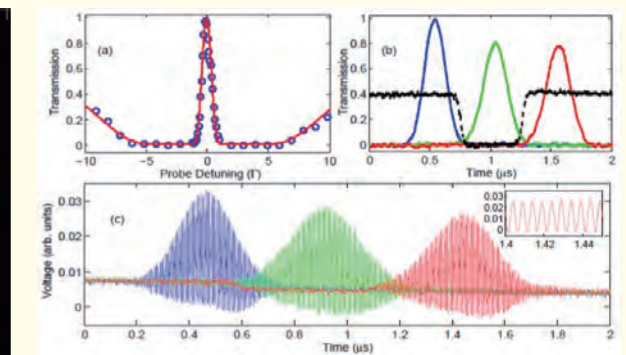 (a)
Transmission
1
0.8
0.6
0.4
0.2
0
−10 −5 0 5 10
Probe Detuning (Γ)
(b)
Transmission
1
0.8
0.6
0.4
0.2
0
0 0.5 1 1.5 2
Time (μs)
(c)
Voltage (arb. units)
0.03
0.02
0.01
0
0 0.2 0.4 0.6 0.8 1 1.2 1.4 1.6 1.8 2
Time (μs)
0.03
0.02
0.01
0
1.4 1.42 1.44